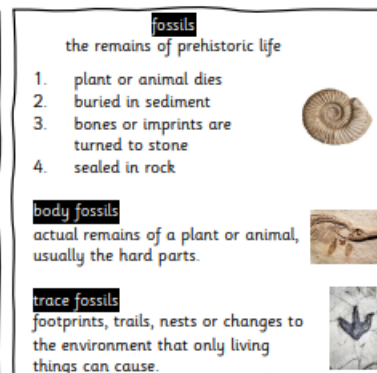 fossils
the remains of prehistoric life
1. plant or animal dies
2. buried in sediment
3. bones or imprints are
turned to stone
4. sealed in rock
body fossils
actual remains of a plant or animal,
usually the hard parts.
trace fossils
footprints, trails, nests or changes to
the environment that only living
things can cause.